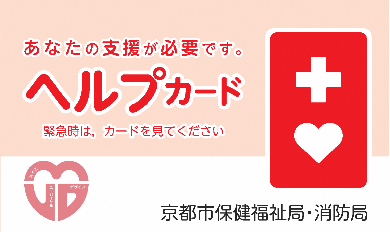 あなたの支援が必要です。
ヘルプカード
緊急時は、カードを見てください
京都市保健福祉局・消防局